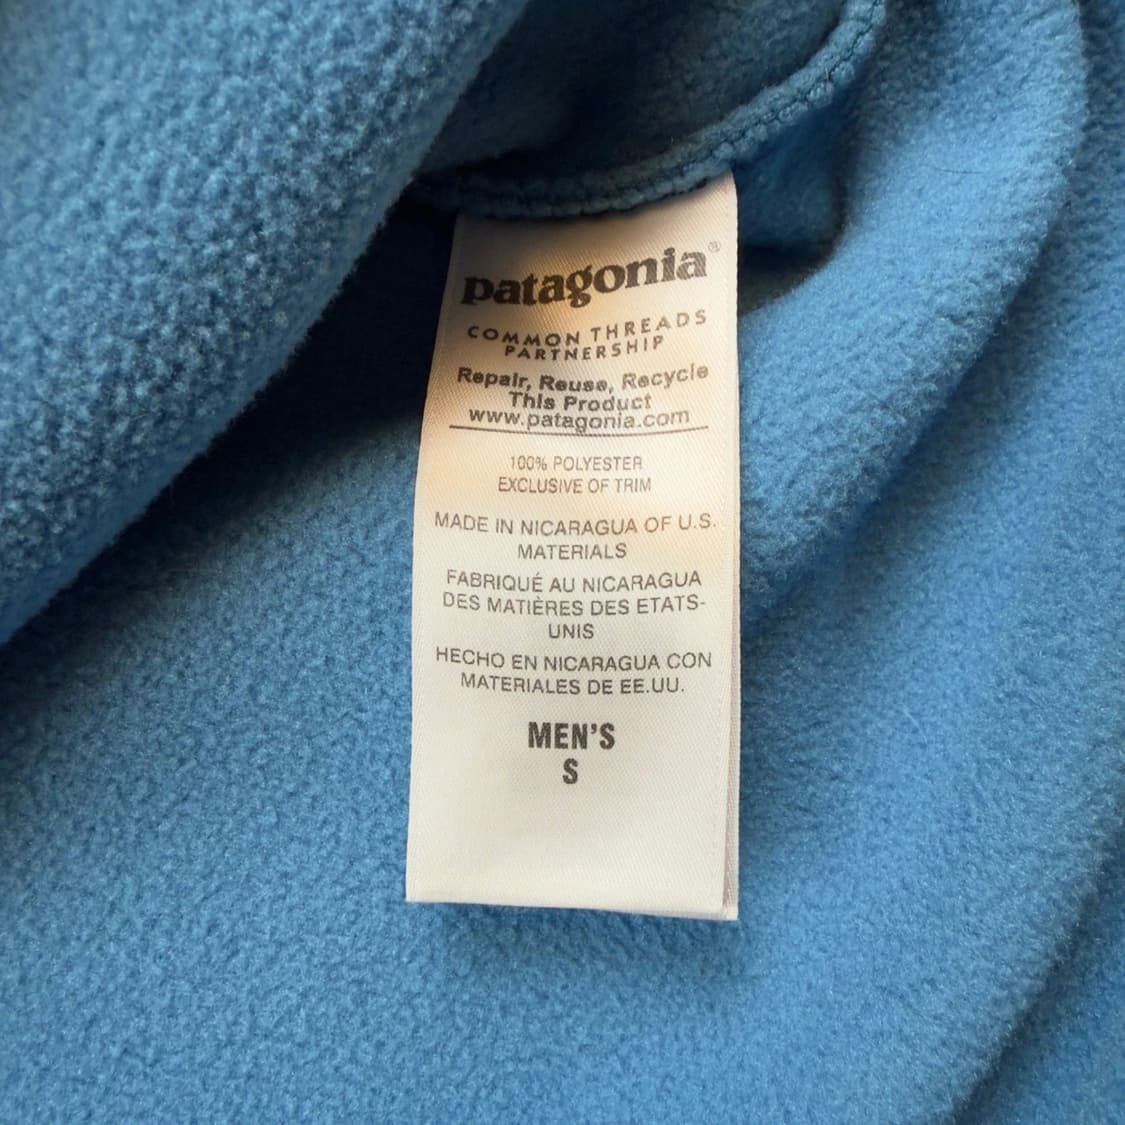 patagonia®
COMMON THREADS
PARTNERSHIP
Repair, Reuse, Recycle
This Product
www.patagonia.com
100% POLYESTER
EXCLUSIVE OF TRIM
MADE IN NICARAGUA OF U.S.
MATERIALS
FABRIQUÉ AU NICARAGUA
DES MATIÈRES DES ETATS-
UNIS
HECHO EN NICARAGUA CON
MATERIALES DE EE.UU.
MEN'S
S